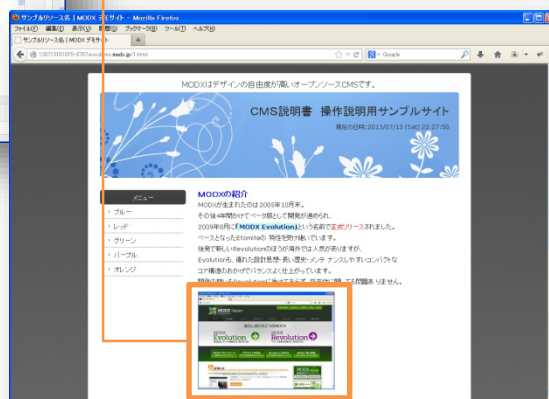 サンプルリソース名 | MODX デモサイト - Mozilla Firefox
ファイル(F) 編集(E) 表示(V) 履歴(S) ブックマーク(B) ツール(T) ヘルプ(H)
サンプルリソース名 | MODX デモサイト
Google
MODXはデザインの自由度が高いオープンソースCMSです。
CMS説明書 操作説明用サンプルサイト
現在の日時:2013/07/13 (Sat) 22:27:50
メニュー
ブルー
レッド
グリーン
パープル
オレンジ
MODXの紹介
MODXが生まれたのは2005年10月末。
その後4年間かけてベータ版として開発が進められ、
2009年8月に「MODX Evolution」という名前で正式リリースされました。
ベースとなったEtomiteの 特性を受け継いでいます。
後発で新しいRevolutionのほうが海外では人気がありますが、
Evolutionも、優れた設計思想・長い歴史・メンテナンスしやすいコンパクトな
コア構造のおかげでバランスよく仕上がっています。
Evolution
Revolution